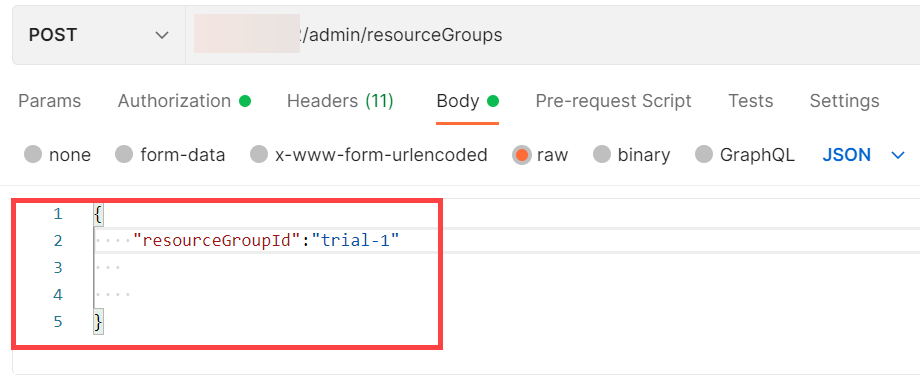 POST /admin/resourceGroups
Params Authorization Headers (11) Body Pre-request Script Tests Settings
none form-data x-www-form-urlencoded raw binary GraphQL JSON
1 {
2 "resourceGroupId":"trial-1"
3
4
5 }